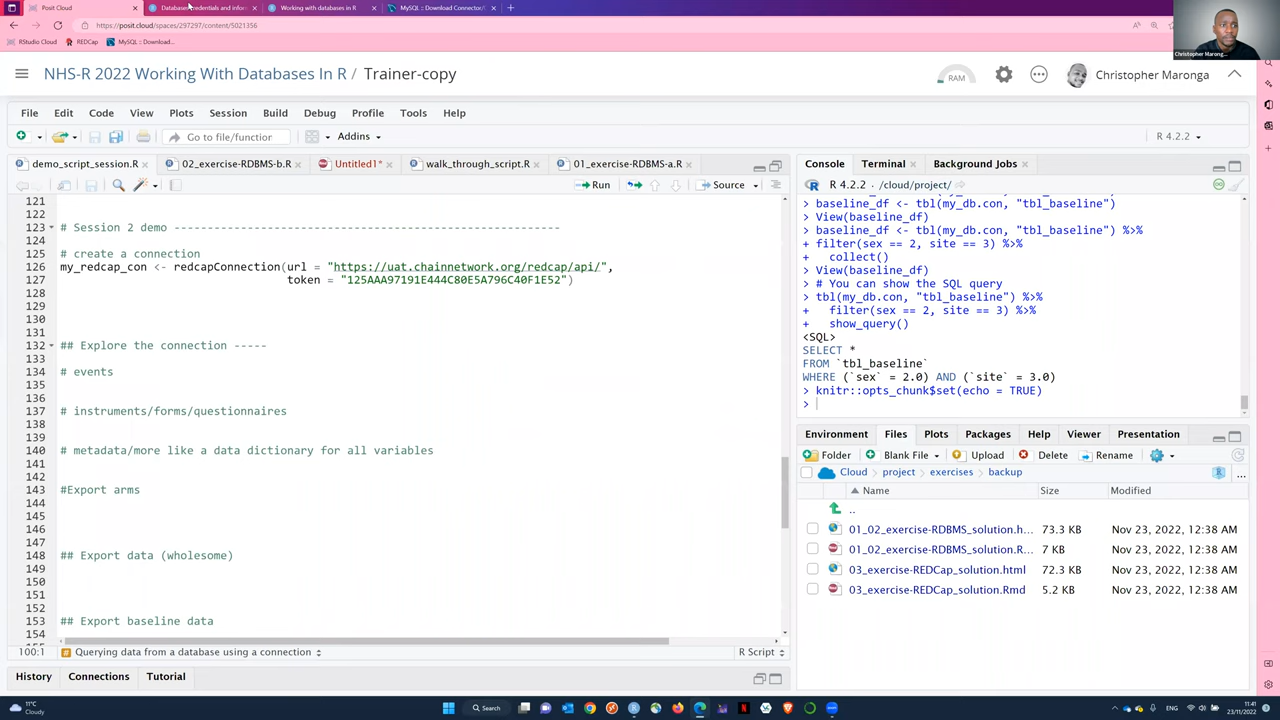 Posit Cloud
Databases credentials and infor
Working with databases in R
MySQL :: Download Connector/
https://posit.cloud/spaces/297297/content/5021356
RStudio Cloud
REDCap
MySQL :: Download...
Christopher Marong...
NHS-R 2022 Working With Databases In R / Trainer-copy
RAM
Christopher Maronga
File Edit Code View Plots Session Build Debug Profile Tools Help
Go to file/function
Addins
R 4.2.2
demo_script_session.R
02_exercise-RDBMS-b.R
Untitled1*
walk_through_script.R
01_exercise-RDBMS-a.R
Run
Source
121
122
123 # Session 2 demo --------------------------------------------------------
124
125 # create a connection
126 my_redcap_con <- redcapConnection(url = "https://uat.chainnetwork.org/redcap/api/",
127 token = "125AAA97191E444C80E5A796C40F1E52")
128
129
130
131
132 ## Explore the connection -----
133
134 # events
135
136
137 # instruments/forms/questionnaires
138
139
140 # metadata/more like a data dictionary for all variables
141
142
143 #Export arms
144
145
146
147
148 ## Export data (wholesome)
149
150
151
152
153 ## Export baseline data
154
100:1
Querying data from a database using a connection
R Script
History Connections Tutorial
Console Terminal Background Jobs
R 4.2.2 · /cloud/project/
> baseline_df <- tbl(my_db.con, "tbl_baseline")
> View(baseline_df)
> baseline_df <- tbl(my_db.con, "tbl_baseline") %>%
+ filter(sex == 2, site == 3) %>%
+ collect()
> View(baseline_df)
> # You can show the SQL query
> tbl(my_db.con, "tbl_baseline") %>%
+ filter(sex == 2, site == 3) %>%
+ show_query()
<SQL>
SELECT *
FROM `tbl_baseline`
WHERE (`sex` = 2.0) AND (`site` = 3.0)
> knitr::opts_chunk$set(echo = TRUE)
>
Environment Files Plots Packages Help Viewer Presentation
Folder Blank File Upload Delete Rename
Cloud project exercises backup
...
Name Size Modified
..
01_02_exercise-RDBMS_solution.h... 73.3 KB Nov 23, 2022, 12:38 AM
01_02_exercise-RDBMS_solution.R... 7 KB Nov 23, 2022, 12:38 AM
03_exercise-REDCap_solution.html 72.3 KB Nov 23, 2022, 12:38 AM
03_exercise-REDCap_solution.Rmd 5.2 KB Nov 23, 2022, 12:38 AM
11°C
Cloudy
Search
ENG
11:41
23/11/2022